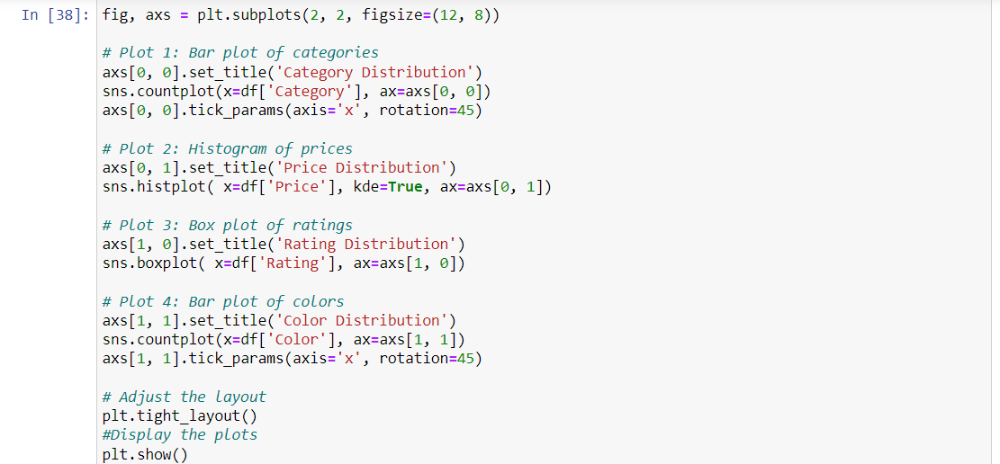 In [38]: fig, axs = plt.subplots(2, 2, figsize=(12, 8))
# Plot 1: Bar plot of categories
axs[0, 0].set_title('Category Distribution')
sns.countplot(x=df['Category'], ax=axs[0, 0])
axs[0, 0].tick_params(axis='x', rotation=45)
# Plot 2: Histogram of prices
axs[0, 1].set_title('Price Distribution')
sns.histplot( x=df['Price'], kde=True, ax=axs[0, 1])
# Plot 3: Box plot of ratings
axs[1, 0].set_title('Rating Distribution')
sns.boxplot( x=df['Rating'], ax=axs[1, 0])
# Plot 4: Bar plot of colors
axs[1, 1].set_title('Color Distribution')
sns.countplot(x=df['Color'], ax=axs[1, 1])
axs[1, 1].tick_params(axis='x', rotation=45)
# Adjust the layout
plt.tight_layout()
#Display the plots
plt.show()